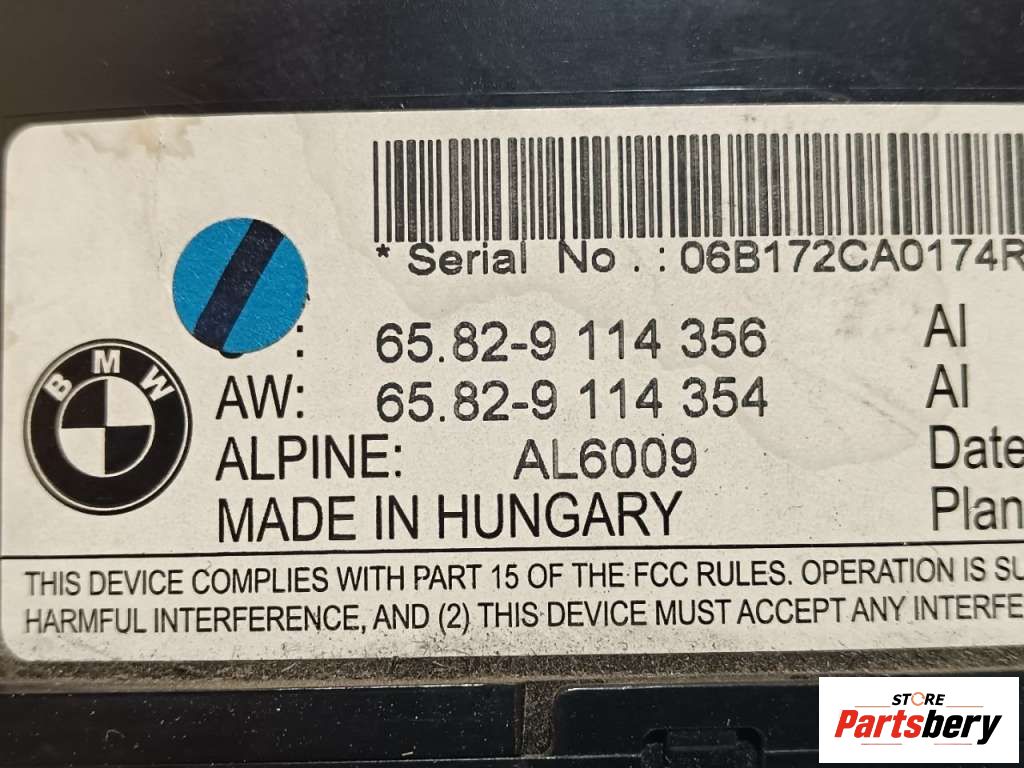 * Serial No.: 06B172CA0174R
: 65.82-9 114 356 AI
AW: 65.82-9 114 354 AI
BMW
ALPINE: AL6009 Date
MADE IN HUNGARY Plan
THIS DEVICE COMPLIES WITH PART 15 OF THE FCC RULES. OPERATION IS SU
HARMFUL INTERFERENCE, AND (2) THIS DEVICE MUST ACCEPT ANY INTERFE
STORE
Partsbery